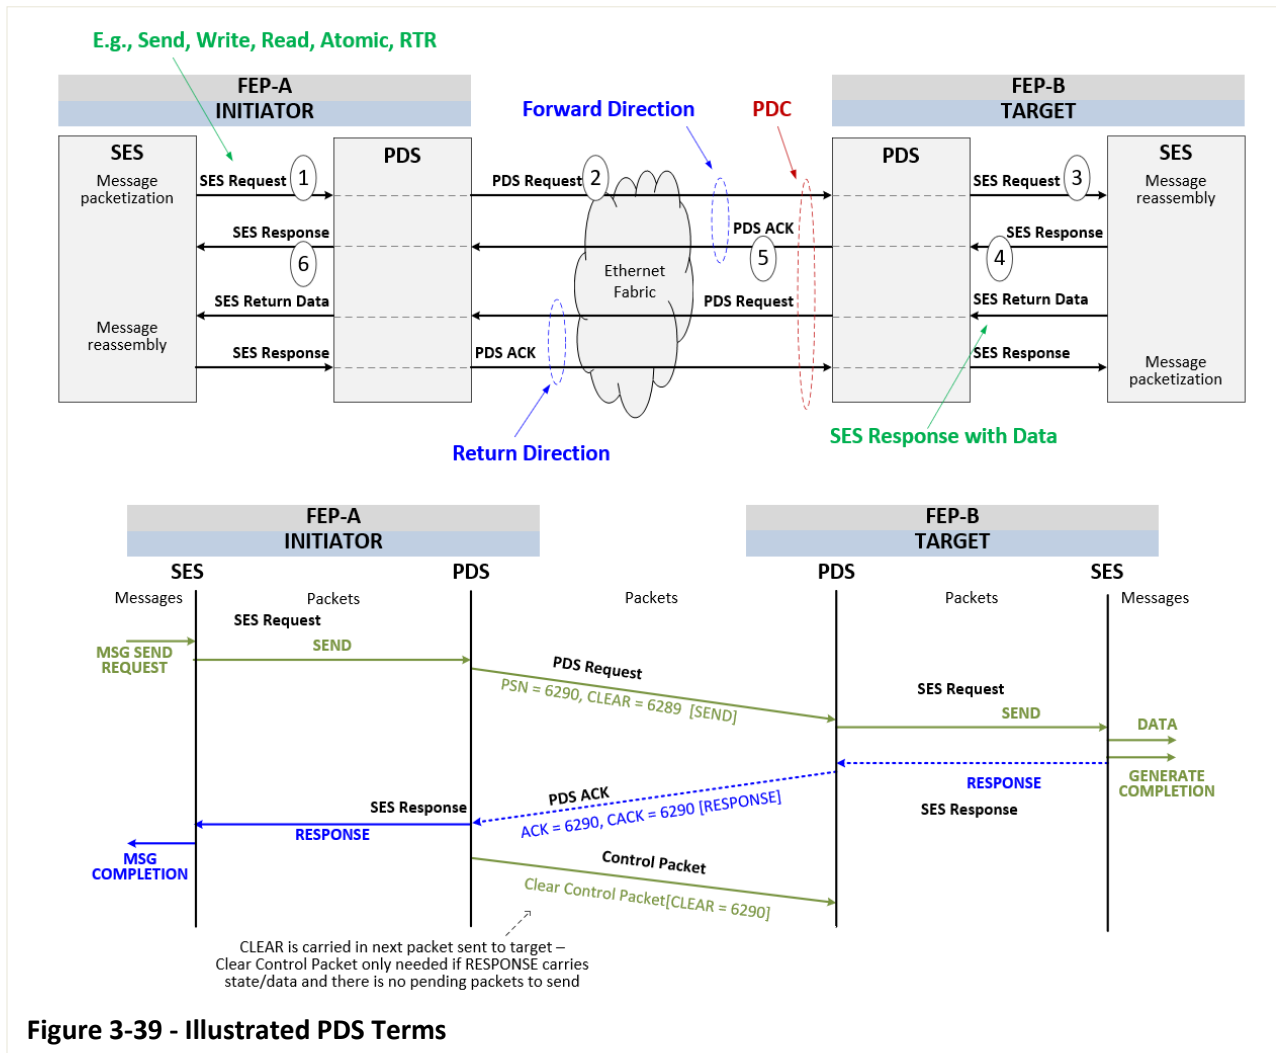 E.g., Send, Write, Read, Atomic, RTR
FEP-A
INITIATOR
FEP-B
TARGET
Forward Direction
PDC
SES
Message
packetization
PDS
PDS
SES
Message
reassembly
SES Request
1
PDS Request
2
SES Request
3
SES Response
6
PDS ACK
5
SES Response
4
Ethernet
Fabric
SES Return Data
PDS Request
SES Return Data
Message
reassembly
SES Response
PDS ACK
SES Response
Message
packetization
Return Direction
SES Response with Data
FEP-A
INITIATOR
FEP-B
TARGET
SES
PDS
PDS
SES
Messages
Packets
Packets
Packets
Messages
SES Request
MSG SEND
REQUEST
SEND
PDS Request
PSN = 6290, CLEAR = 6289 [SEND]
SES Request
SEND
DATA
GENERATE
COMPLETION
RESPONSE
SES Response
PDS ACK
ACK = 6290, CACK = 6290 [RESPONSE]
SES Response
RESPONSE
MSG
COMPLETION
Control Packet
Clear Control Packet[CLEAR = 6290]
CLEAR is carried in next packet sent to target –
Clear Control Packet only needed if RESPONSE carries
state/data and there is no pending packets to send
Figure 3-39 - Illustrated PDS Terms